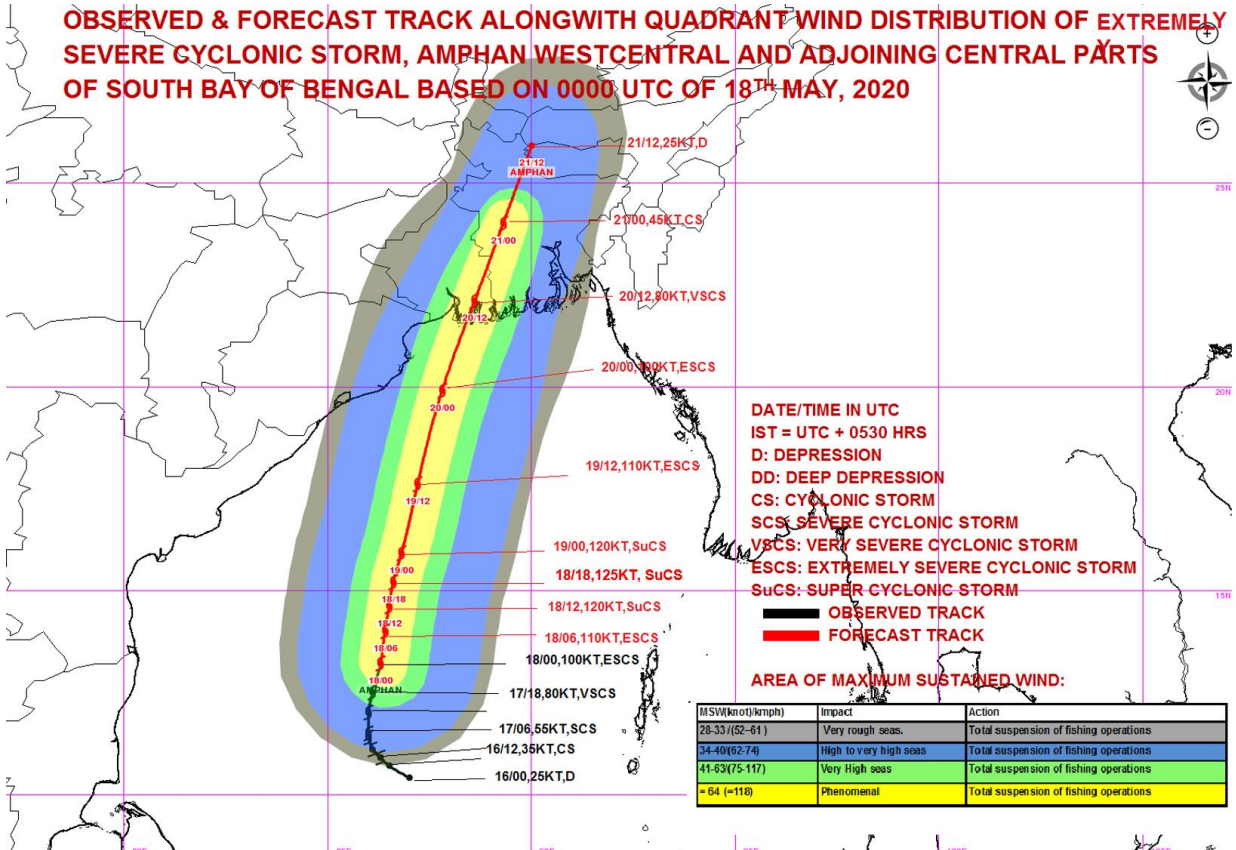 OBSERVED & FORECAST TRACK ALONGWITH QUADRANT WIND DISTRIBUTION OF EXTREMELY
SEVERE CYCLONIC STORM, AMPHAN WESTCENTRAL AND ADJOINING CENTRAL PARTS
Y
OF SOUTH BAY OF BENGAL BASED ON 0000 UTC OF 18TH MAY, 2020
21/12,25KT,D
21/12
AMPHAN
25N
21/00,45KT,CS
21/00
20/12,80KT,VSCS
20/12
20/00,100KT,ESCS
20N
20/00
19/12,110KT,ESCS
19/12
19/00,120KT,SuCS
19/00
18/18,125KT, SuCS
18/18
18/12,120KT,SuCS
18/12
18/06,110KT,ESCS
18/06
18/00,100KT,ESCS
18/00
AMPHAN
17/18,80KT,VSCS
17/06,55KT,SCS
16/12,35KT,CS
16/00,25KT,D
DATE/TIME IN UTC
IST = UTC + 0530 HRS
D: DEPRESSION
DD: DEEP DEPRESSION
CS: CYCLONIC STORM
SCS: SEVERE CYCLONIC STORM
VSCS: VERY SEVERE CYCLONIC STORM
ESCS: EXTREMELY SEVERE CYCLONIC STORM
SuCS: SUPER CYCLONIC STORM
15N
OBSERVED TRACK
FORECAST TRACK
AREA OF MAXIMUM SUSTAINED WIND:
MSW(knot)/kmph) Impact Action
28-33 /(52–61 ) Very rough seas. Total suspension of fishing operations
34-40/(62-74) High to very high seas Total suspension of fishing operations
41-63/(75-117) Very High seas Total suspension of fishing operations
= 64 (=118) Phenomenal Total suspension of fishing operations